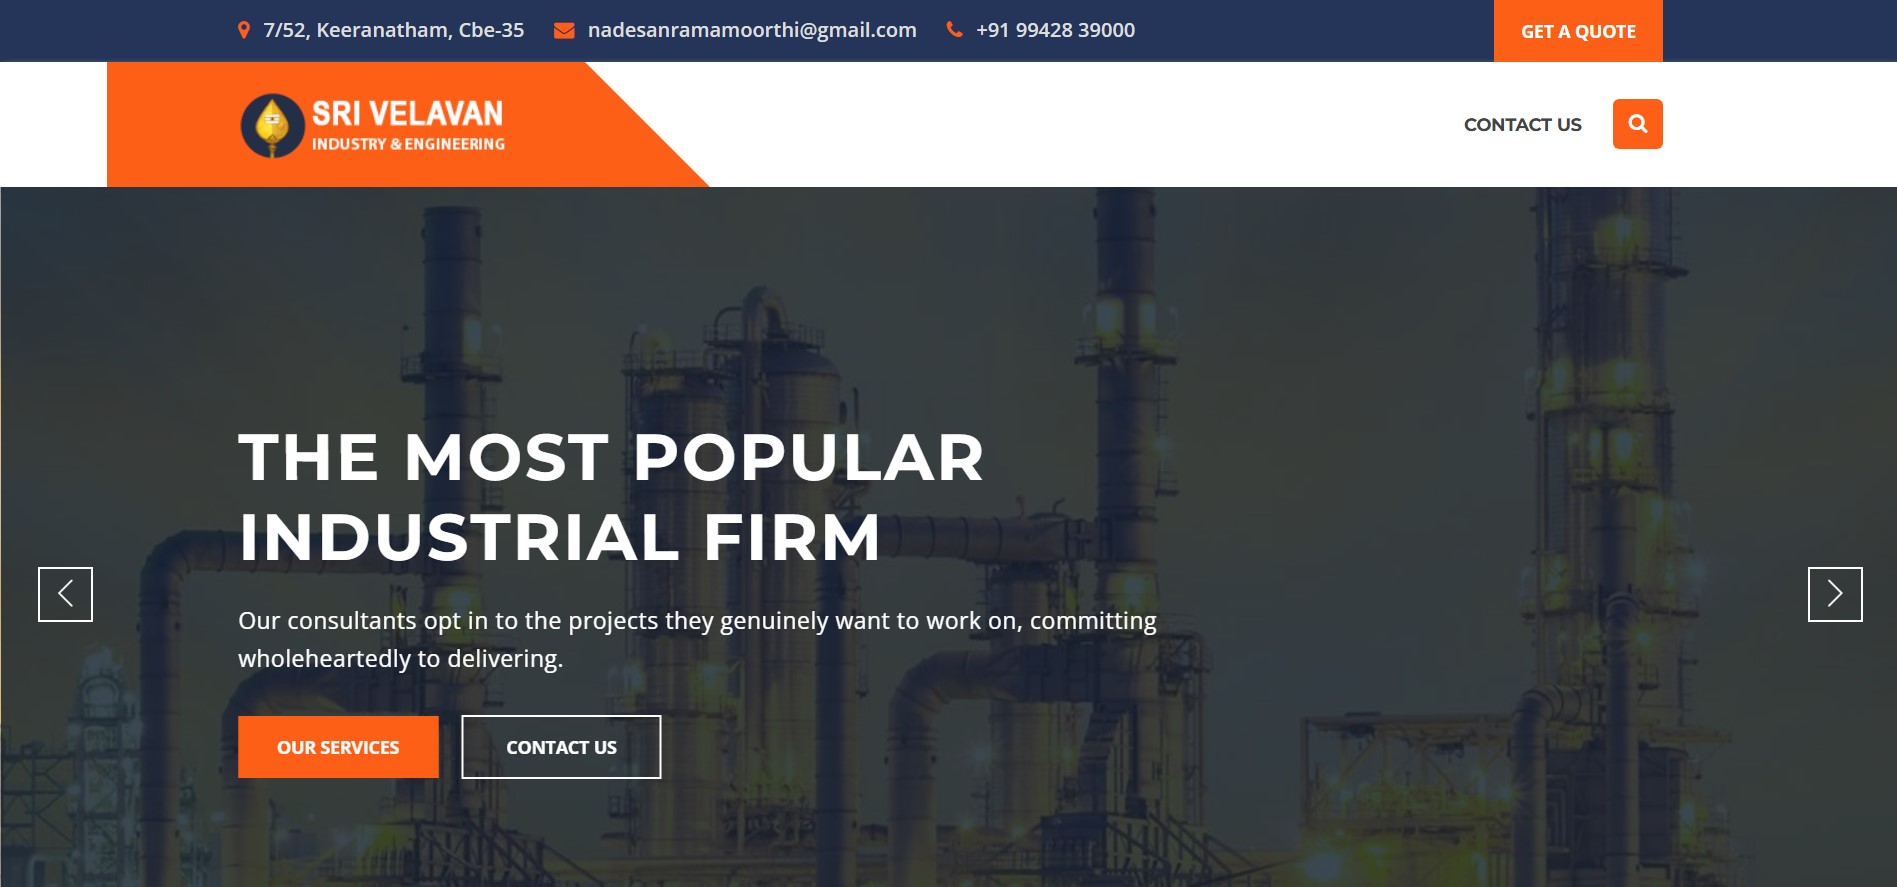 7/52, Keeranatham, Cbe-35 nadesanramamoorthi@gmail.com +91 99428 39000 GET A QUOTE
SRI VELAVAN
INDUSTRY & ENGINEERING
CONTACT US
THE MOST POPULAR
INDUSTRIAL FIRM
Our consultants opt in to the projects they genuinely want to work on, committing
wholeheartedly to delivering.
OUR SERVICES CONTACT US